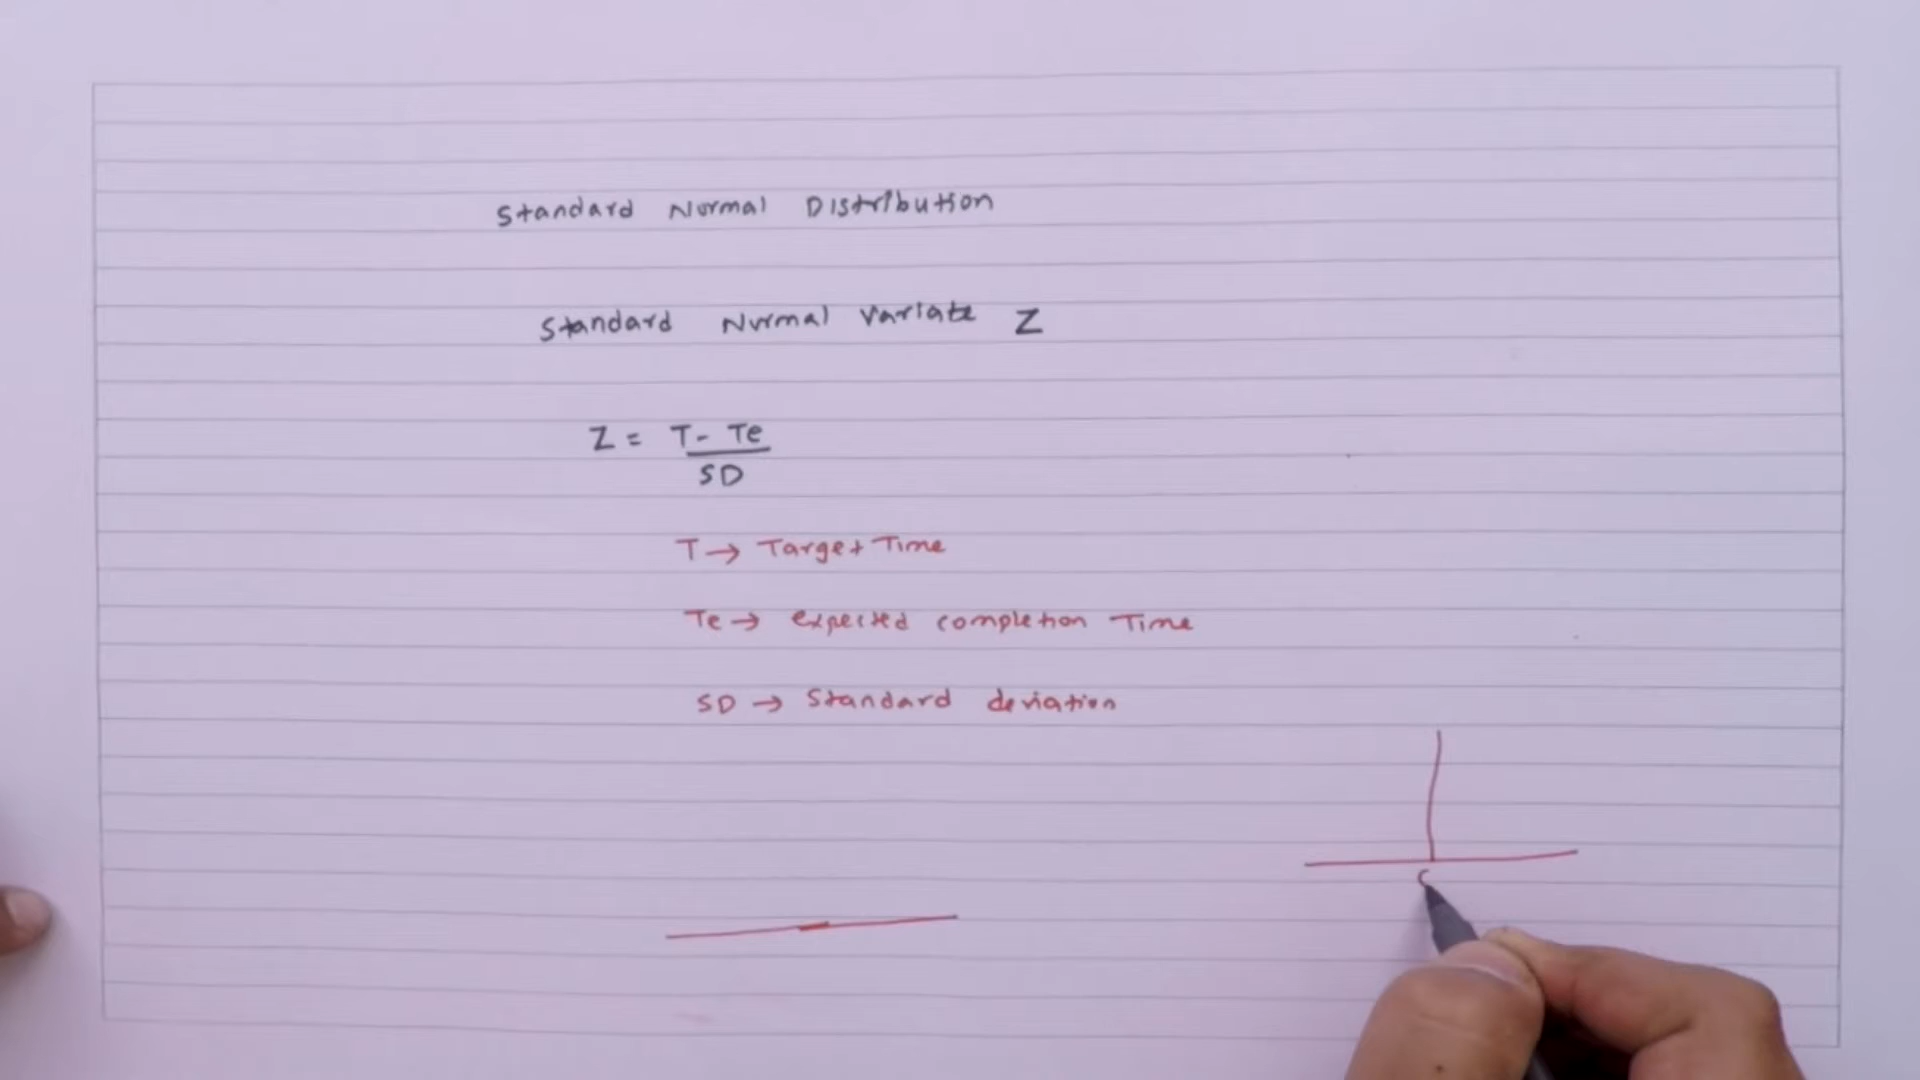 Standard Normal Distribution
Standard Normal Variate Z
Z = T - Te
SD
T → Target Time
Te → expected completion Time
SD → Standard deviation